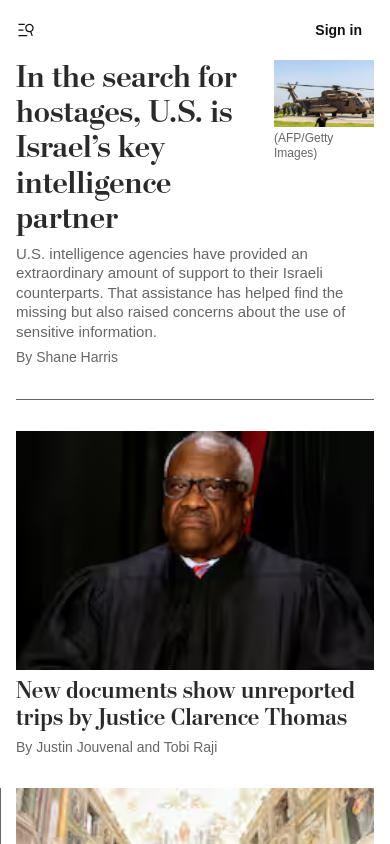 Sign in
In the search for
hostages, U.S. is
Israel’s key
intelligence
partner
(AFP/Getty
Images)
U.S. intelligence agencies have provided an
extraordinary amount of support to their Israeli
counterparts. That assistance has helped find the
missing but also raised concerns about the use of
sensitive information.
By Shane Harris
New documents show unreported
trips by Justice Clarence Thomas
By Justin Jouvenal and Tobi Raji